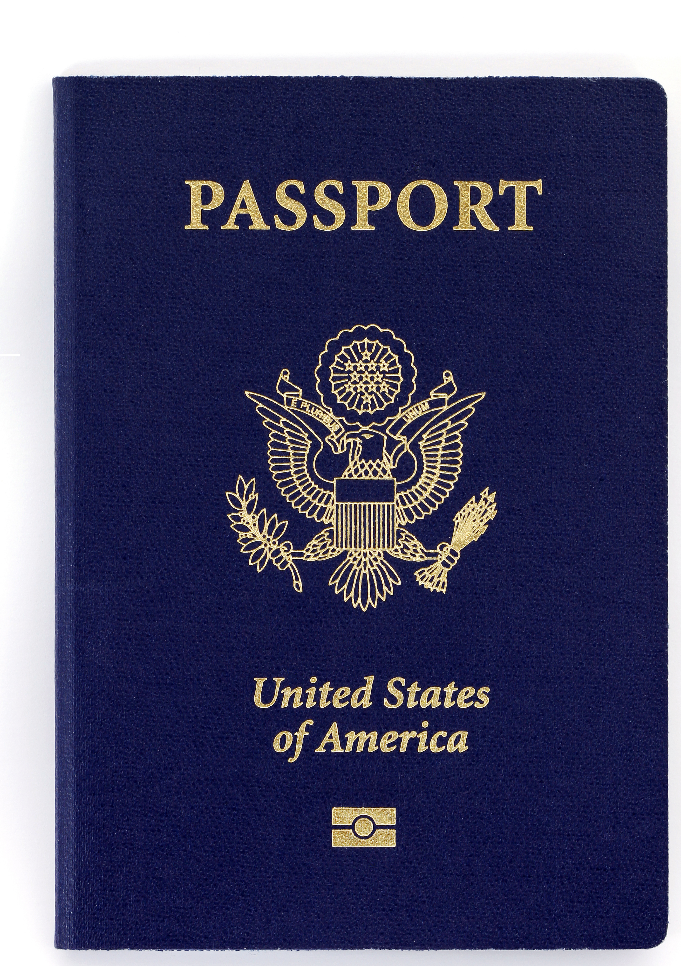 PASSPORT
E PLURIBUS UNUM
United States
of America